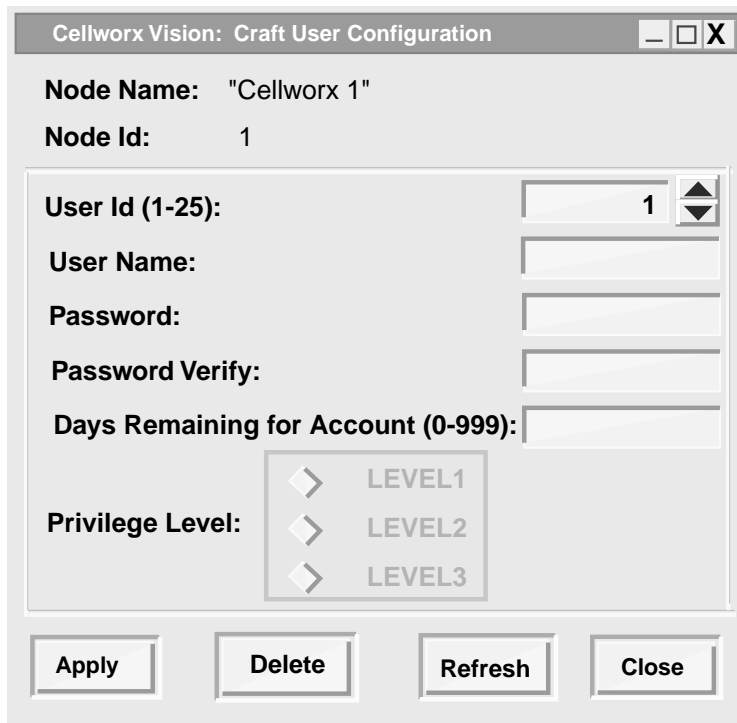 Cellworx Vision: Craft User Configuration X
Node Name: "Cellworx 1"
Node Id: 1
User Id (1-25): 1
User Name:
Password:
Password Verify:
Days Remaining for Account (0-999):
LEVEL1
Privilege Level: LEVEL2
LEVEL3
Apply Delete Refresh Close